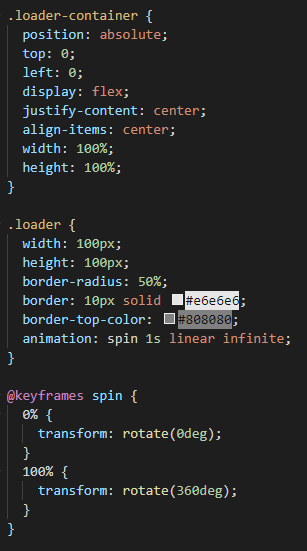 .loader-container {
  position: absolute;
  top: 0;
  left: 0;
  display: flex;
  justify-content: center;
  align-items: center;
  width: 100%;
  height: 100%;
}

.loader {
  width: 100px;
  height: 100px;
  border-radius: 50%;
  border: 10px solid #e6e6e6;
  border-top-color: #808080;
  animation: spin 1s linear infinite;
}

@keyframes spin {
  0% {
    transform: rotate(0deg);
  }
  100% {
    transform: rotate(360deg);
  }
}